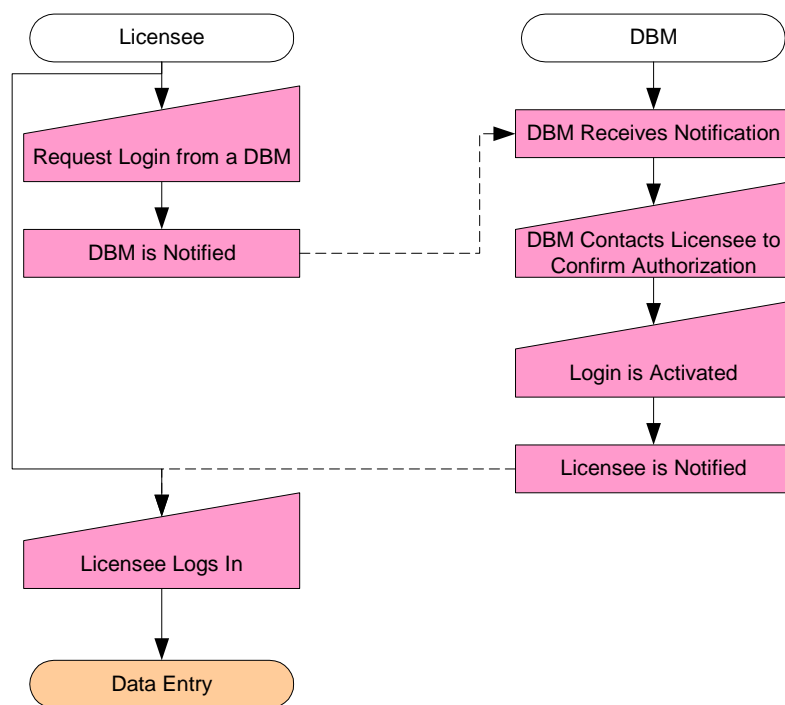 Licensee
DBM
Request Login from a DBM
DBM Receives Notification
DBM is Notified
DBM Contacts Licensee to
Confirm Authorization
Login is Activated
Licensee is Notified
Licensee Logs In
Data Entry